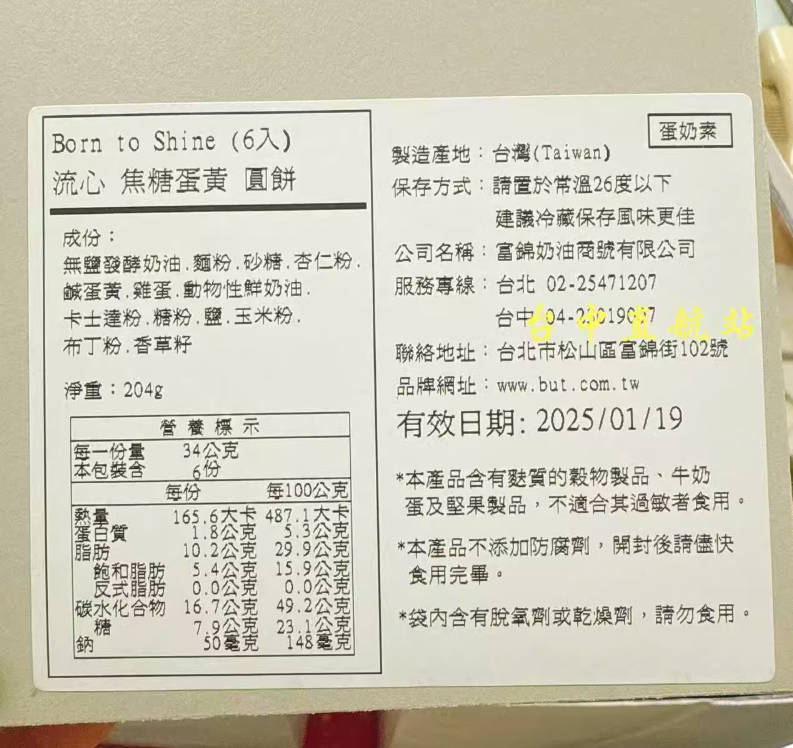 Born to Shine (6入)
流心 焦糖蛋黃 圓餅
成份：
無鹽發酵奶油.麵粉.砂糖.杏仁粉.
鹹蛋黃.雞蛋.動物性鮮奶油.
卡士達粉.糖粉.鹽.玉米粉.
布丁粉.香草籽
淨重：204g
營養標示
每一份量 34公克
本包裝含 6份
每份 每100公克
熱量 165.6大卡 487.1大卡
蛋白質 1.8公克 5.3公克
脂肪 10.2公克 29.9公克
飽和脂肪 5.4公克 15.9公克
反式脂肪 0.0公克 0.0公克
碳水化合物 16.7公克 49.2公克
糖 7.9公克 23.1公克
鈉 50毫克 148毫克
蛋奶素
製造產地：台灣(Taiwan)
保存方式：請置於常溫26度以下
建議冷藏保存風味更佳
公司名稱：富錦奶油商號有限公司
服務專線：台北 02-25471207
台中
台中直航站
聯絡地址：台北市松山區富錦街102號
品牌網址：www.but.com.tw
有效日期: 2025/01/19
*本產品含有麩質的穀物製品、牛奶
蛋及堅果製品，不適合其過敏者食用。
*本產品不添加防腐劑，開封後請儘快
食用完畢。
*袋內含有脫氧劑或乾燥劑，請勿食用。